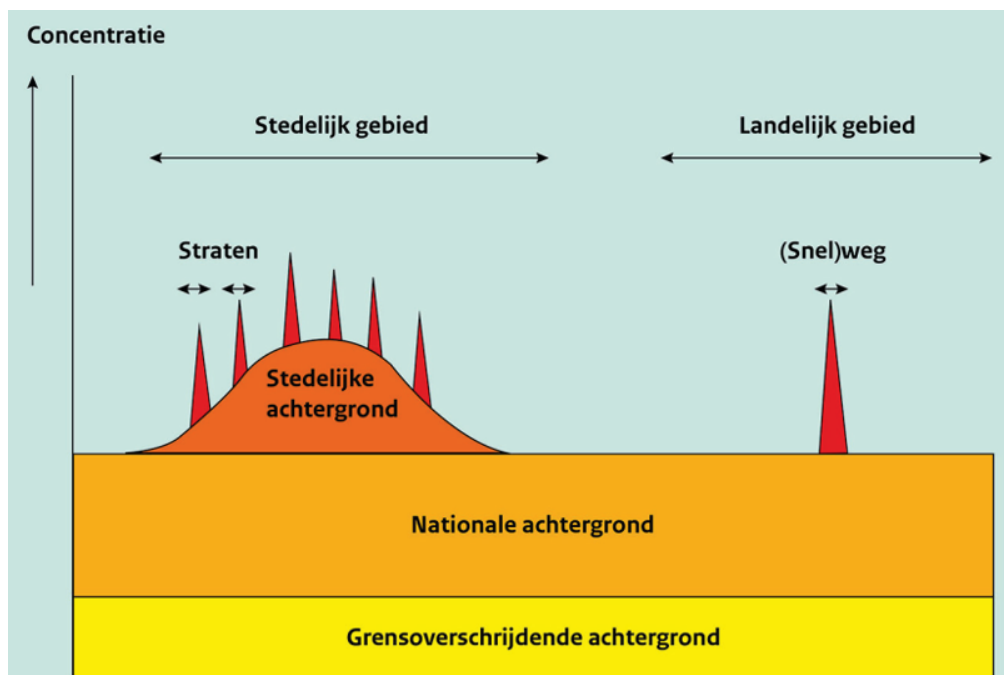 Concentratie
Stedelijk gebied
Landelijk gebied
Straten
(Snel)weg
Stedelijke
achtergrond
Nationale achtergrond
Grensoverschrijdende achtergrond